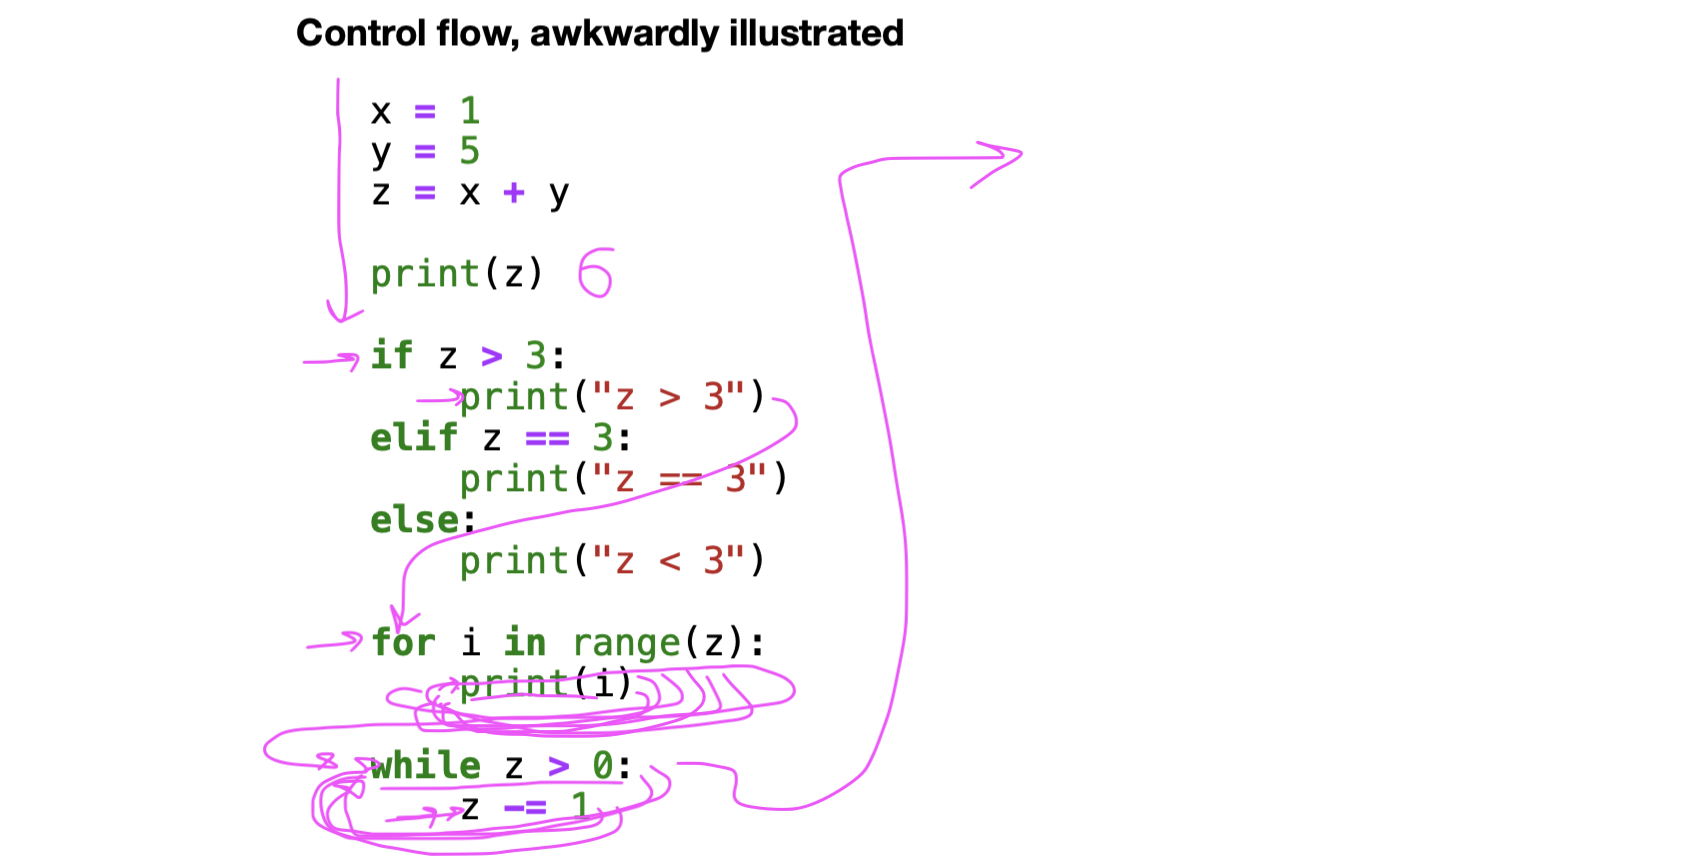 Control flow, awkwardly illustrated
x = 1
y = 5
z = x + y
print(z) 6
if z > 3:
    print("z > 3")
elif z == 3:
    print("z == 3")
else:
    print("z < 3")
for i in range(z):
    print(i)
while z > 0:
    z -= 1